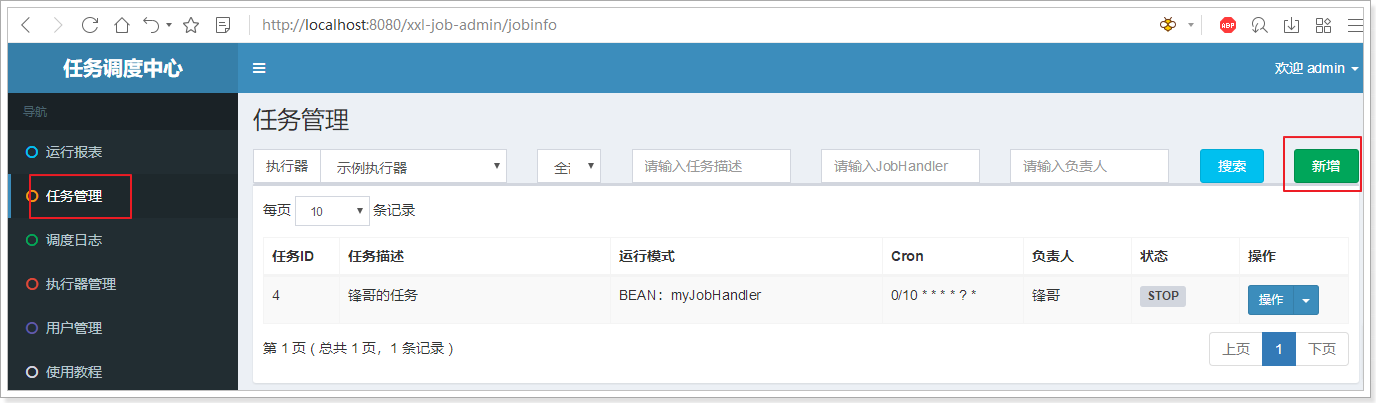 http://localhost:8080/xxl-job-admin/jobinfo
ABP
任务调度中心
欢迎 admin
导航
运行报表
任务管理
调度日志
执行器管理
用户管理
使用教程
任务管理
执行器 示例执行器 请输入任务描述 请输入JobHandler 请输入负责人 搜索 新增
每页 10 条记录
任务ID 任务描述 运行模式 Cron 负责人 状态 操作
4 锋哥的任务 BEAN：myJobHandler 0/10 * * * * ? * 锋哥 STOP 操作
第 1 页 ( 总共 1 页，1 条记录 ) 上页 1 下页